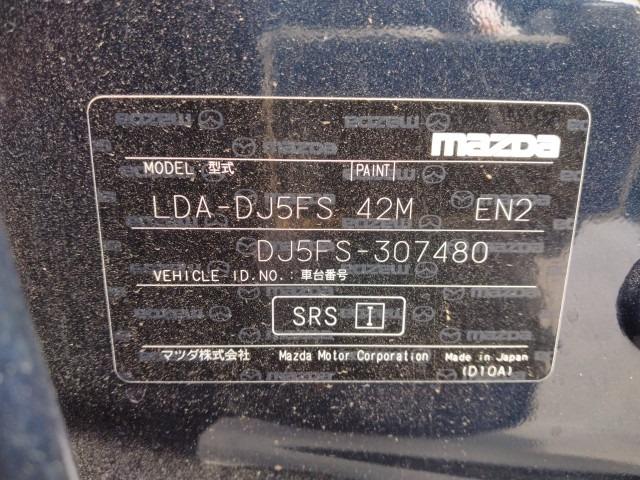 mazda
MODEL 型式 PAINT
LDA-DJ5FS 42M EN2
DJ5FS-307480
VEHICLE ID.NO.: 車台番号
SRS I
マツダ株式会社 Mazda Motor Corporation Made in Japan
(D10A)